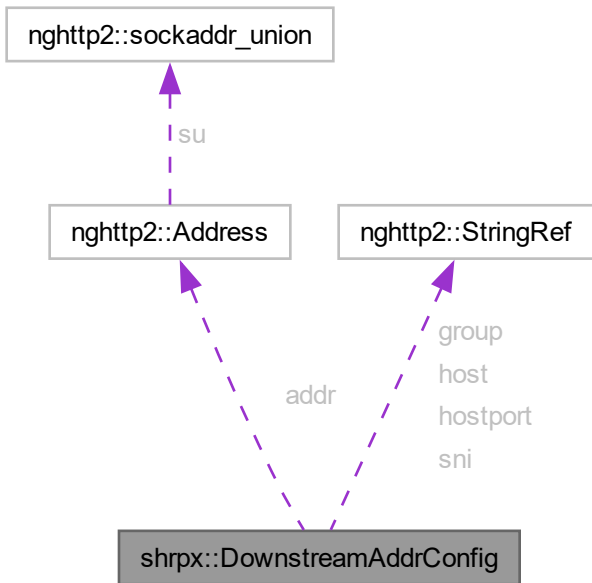 nghttp2::sockaddr_union
su
nghttp2::Address
nghttp2::StringRef
addr
group
host
hostport
sni
shrpx::DownstreamAddrConfig